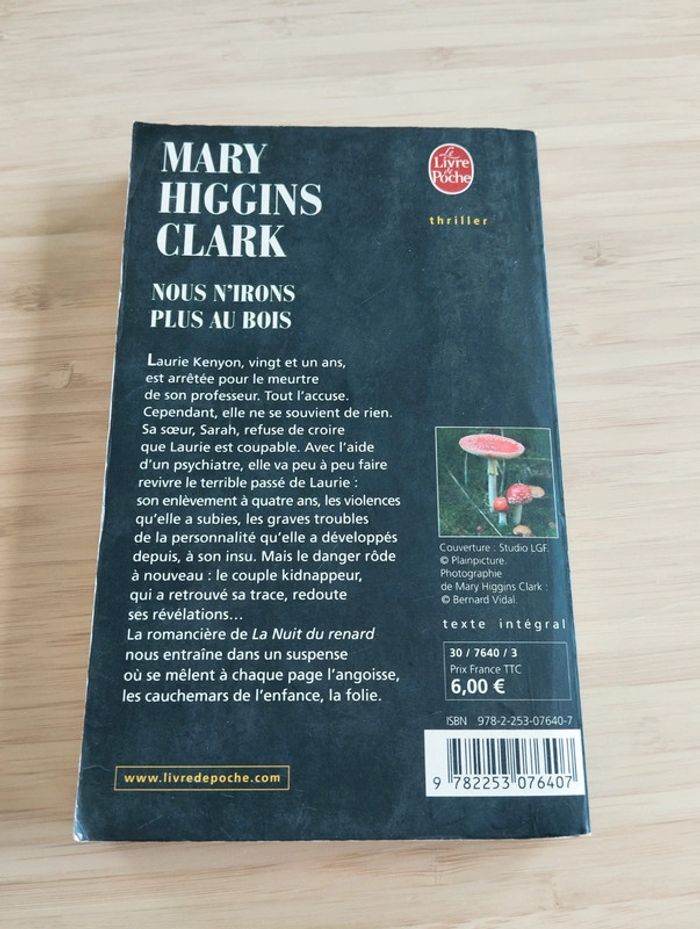 MARY
HIGGINS
CLARK
Le
Livre
de
Poche
thriller
NOUS N'IRONS
PLUS AU BOIS
Laurie Kenyon, vingt et un ans,
est arrêtée pour le meurtre
de son professeur. Tout l'accuse.
Cependant, elle ne se souvient de rien.
Sa sœur, Sarah, refuse de croire
que Laurie est coupable. Avec l'aide
d'un psychiatre, elle va peu à peu faire
revivre le terrible passé de Laurie :
son enlèvement à quatre ans, les violences
qu'elle a subies, les graves troubles
de la personnalité qu'elle a développés
depuis, à son insu. Mais le danger rôde
à nouveau : le couple kidnappeur,
qui a retrouvé sa trace, redoute
ses révélations...
La romancière de La Nuit du renard
nous entraîne dans un suspense
où se mêlent à chaque page l'angoisse,
les cauchemars de l'enfance, la folie.
www.livredepoche.com
Couverture : Studio LGF.
© Plainpicture.
Photographie
de Mary Higgins Clark :
© Bernard Vidal.
texte intégral
30 / 7640 / 3
Prix France TTC
6,00 €
ISBN 978-2-253-07640-7
9 782253 076407